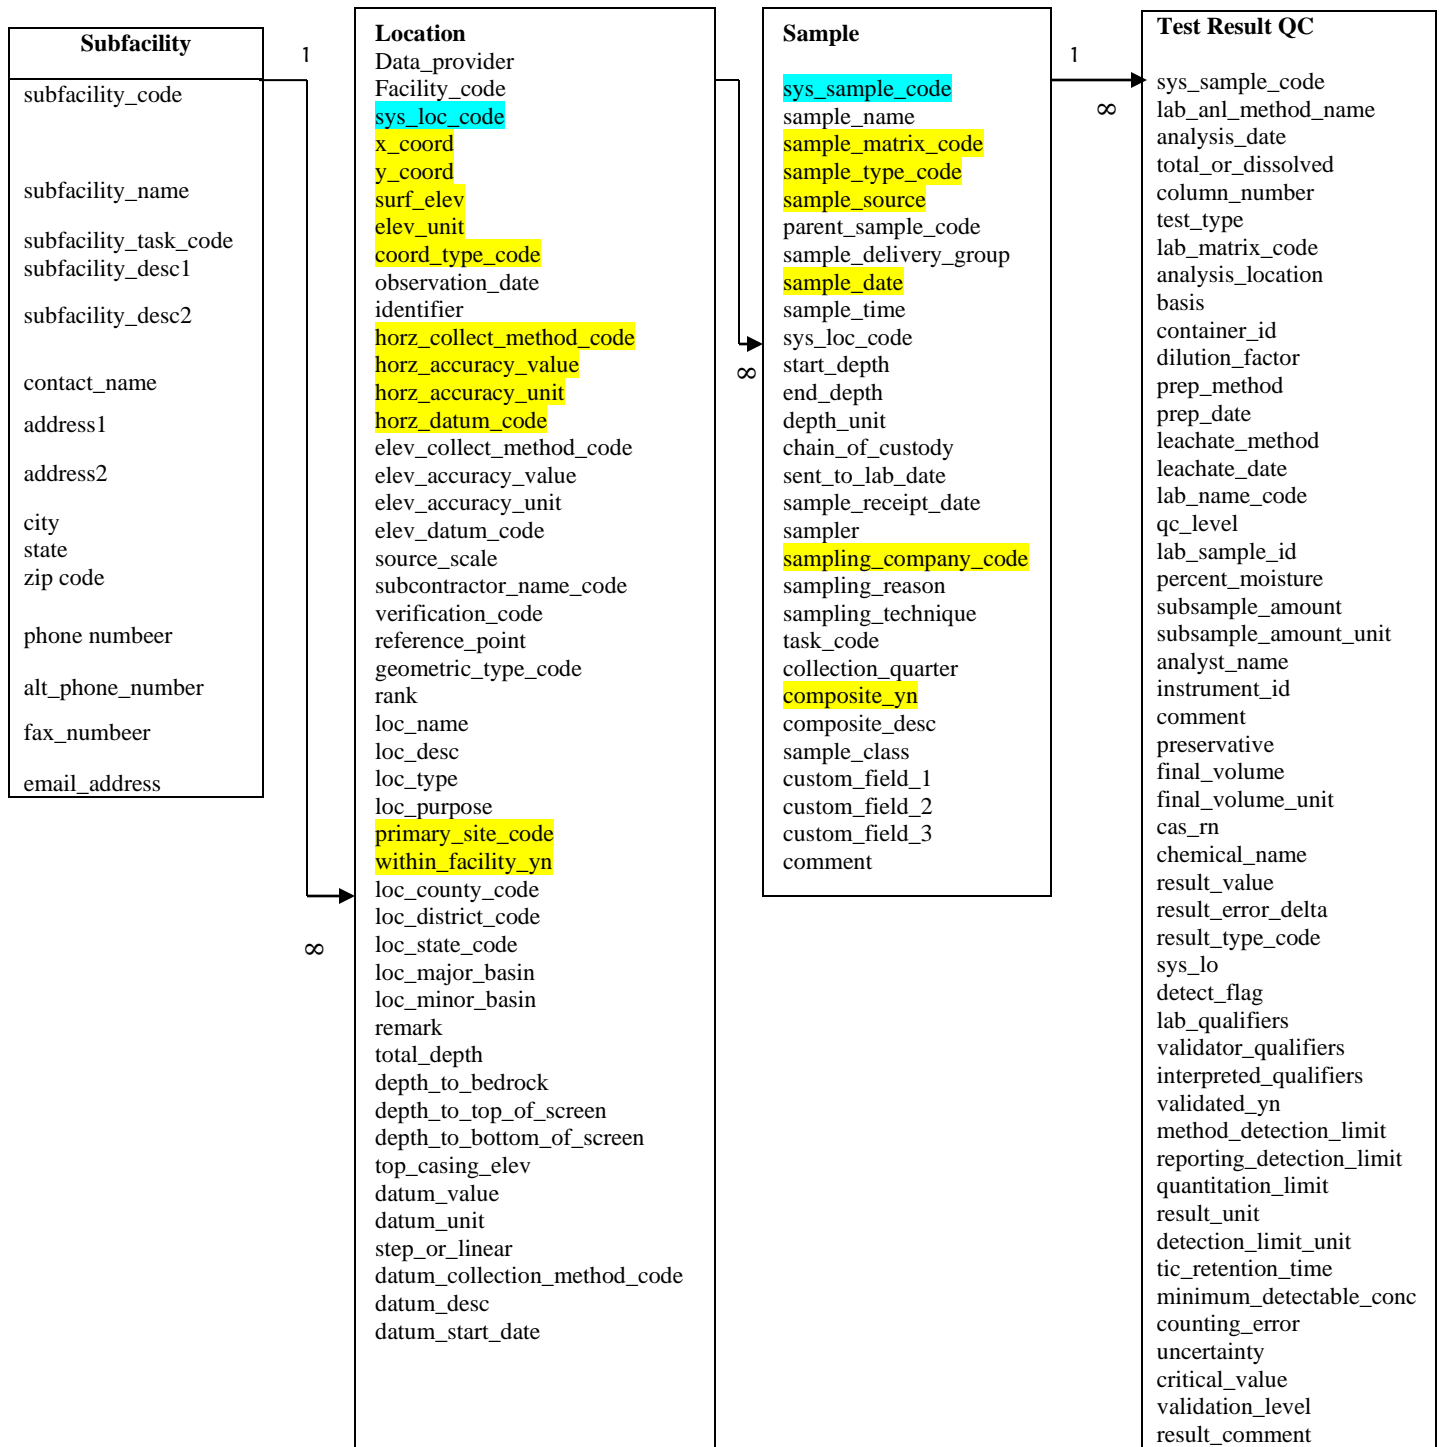 Subfacility
subfacility_code
subfacility_name
subfacility_task_code
subfacility_desc1
subfacility_desc2
contact_name
address1
address2
city
state
zip code
phone numbeer
alt_phone_number
fax_numbeer
email_address
1
∞
Location
Data_provider
Facility_code
sys_loc_code
x_coord
y_coord
surf_elev
elev_unit
coord_type_code
observation_date
identifier
horz_collect_method_code
horz_accuracy_value
horz_accuracy_unit
horz_datum_code
elev_collect_method_code
elev_accuracy_value
elev_accuracy_unit
elev_datum_code
source_scale
subcontractor_name_code
verification_code
reference_point
geometric_type_code
rank
loc_name
loc_desc
loc_type
loc_purpose
primary_site_code
within_facility_yn
loc_county_code
loc_district_code
loc_state_code
loc_major_basin
loc_minor_basin
remark
total_depth
depth_to_bedrock
depth_to_top_of_screen
depth_to_bottom_of_screen
top_casing_elev
datum_value
datum_unit
step_or_linear
datum_collection_method_code
datum_desc
datum_start_date
∞
Sample
sys_sample_code
sample_name
sample_matrix_code
sample_type_code
sample_source
parent_sample_code
sample_delivery_group
sample_date
sample_time
sys_loc_code
start_depth
end_depth
depth_unit
chain_of_custody
sent_to_lab_date
sample_receipt_date
sampler
sampling_company_code
sampling_reason
sampling_technique
task_code
collection_quarter
composite_yn
composite_desc
sample_class
custom_field_1
custom_field_2
custom_field_3
comment
1
∞
Test Result QC
sys_sample_code
lab_anl_method_name
analysis_date
total_or_dissolved
column_number
test_type
lab_matrix_code
analysis_location
basis
container_id
dilution_factor
prep_method
prep_date
leachate_method
leachate_date
lab_name_code
qc_level
lab_sample_id
percent_moisture
subsample_amount
subsample_amount_unit
analyst_name
instrument_id
comment
preservative
final_volume
final_volume_unit
cas_rn
chemical_name
result_value
result_error_delta
result_type_code
sys_lo
detect_flag
lab_qualifiers
validator_qualifiers
interpreted_qualifiers
validated_yn
method_detection_limit
reporting_detection_limit
quantitation_limit
result_unit
detection_limit_unit
tic_retention_time
minimum_detectable_conc
counting_error
uncertainty
critical_value
validation_level
result_comment